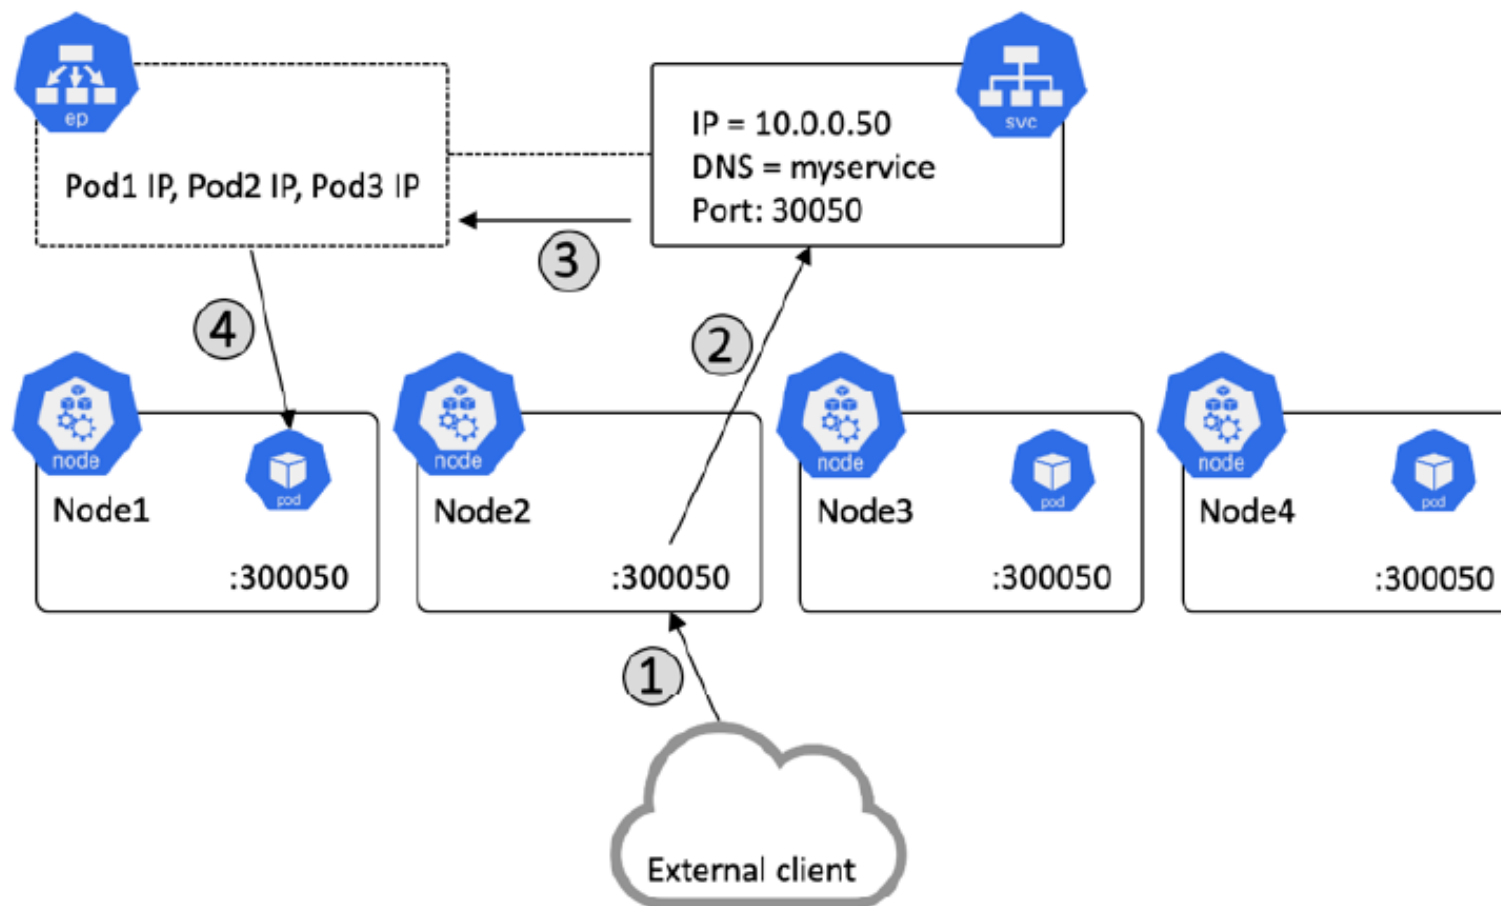 ep
Pod1 IP, Pod2 IP, Pod3 IP
svc
IP = 10.0.0.50
DNS = myservice
Port: 30050
3
4
2
node
pod
Node1
:300050
node
Node2
:300050
node
pod
Node3
:300050
node
pod
Node4
:300050
1
External client